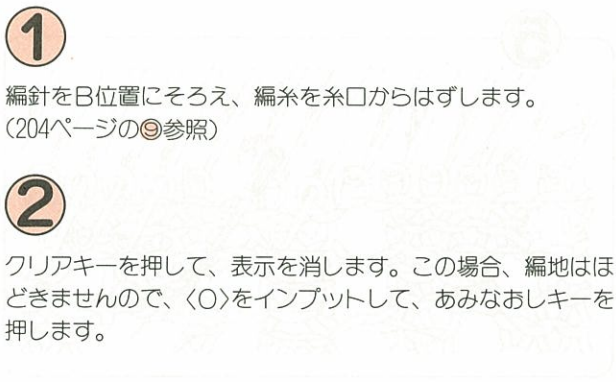 1
編針をB位置にそろえ、編糸を糸口からはずします。
(204ページの⑨参照)
2
クリアキーを押して、表示を消します。この場合、編地はほ
どきませんので、〈0〉をインプットして、あみなおしキーを
押します。